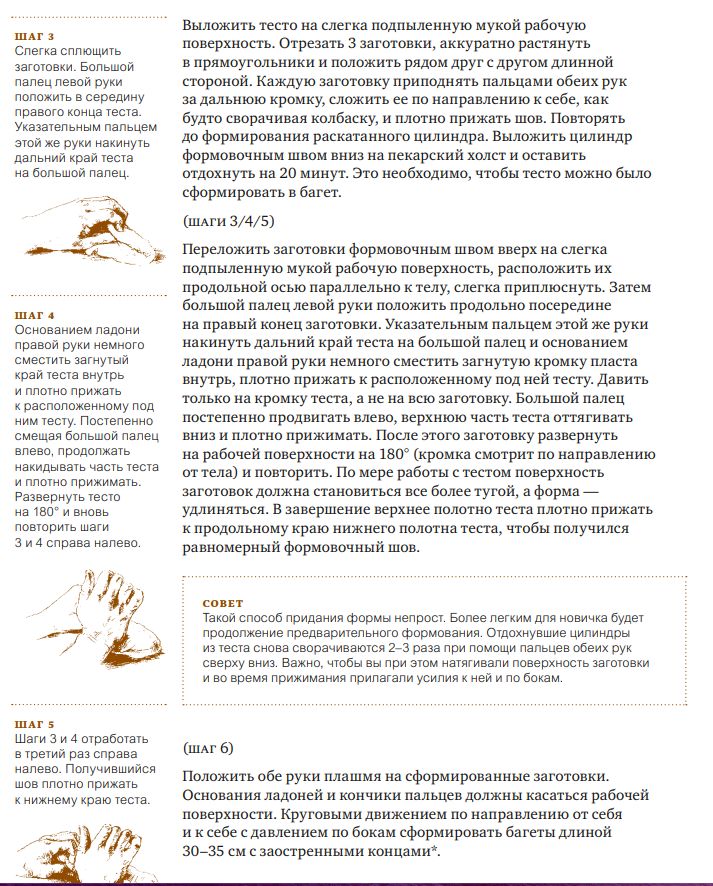 ШАГ 3
Слегка сплющить
заготовки. Большой
палец левой руки
положить в середину
правого конца теста.
Указательным пальцем
этой же руки накинуть
дальний край теста
на большой палец.
ШАГ 4
Основанием ладони
правой руки немного
сместить загнутый
край теста внутрь
и плотно прижать
к расположенному под
ним тесту. Постепенно
смещая большой палец
влево, продолжать
накидывать часть теста
и плотно прижимать.
Развернуть тесто
на 180° и вновь
повторить шаги
3 и 4 справа налево.
ШАГ 5
Шаги 3 и 4 отработать
в третий раз справа
налево. Получившийся
шов плотно прижать
к нижнему краю теста.
Выложить тесто на слегка подпыленную мукой рабочую
поверхность. Отрезать 3 заготовки, аккуратно растянуть
в прямоугольники и положить рядом друг с другом длинной
стороной. Каждую заготовку приподнять пальцами обеих рук
за дальнюю кромку, сложить ее по направлению к себе, как
будто сворачивая колбаску, и плотно прижать шов. Повторять
до формирования раскатанного цилиндра. Выложить цилиндр
формовочным швом вниз на пекарский холст и оставить
отдохнуть на 20 минут. Это необходимо, чтобы тесто можно было
сформировать в багет.
(ШАГИ 3/4/5)
Переложить заготовки формовочным швом вверх на слегка
подпыленную мукой рабочую поверхность, расположить их
продольной осью параллельно к телу, слегка приплюснуть. Затем
большой палец левой руки положить продольно посередине
на правый конец заготовки. Указательным пальцем этой же руки
накинуть дальний край теста на большой палец и основанием
ладони правой руки немного сместить загнутую кромку пласта
внутрь, плотно прижать к расположенному под ней тесту. Давить
только на кромку теста, а не на всю заготовку. Большой палец
постепенно продвигать влево, верхнюю часть теста оттягивать
вниз и плотно прижимать. После этого заготовку развернуть
на рабочей поверхности на 180° (кромка смотрит по направлению
от тела) и повторить. По мере работы с тестом поверхность
заготовок должна становиться все более тугой, а форма —
удлиняться. В завершение верхнее полотно теста плотно прижать
к продольному краю нижнего полотна теста, чтобы получился
равномерный формовочный шов.
СОВЕТ
Такой способ придания формы непрост. Более легким для новичка будет
продолжение предварительного формования. Отдохнувшие цилиндры
из теста снова сворачиваются 2–3 раза при помощи пальцев обеих рук
сверху вниз. Важно, чтобы вы при этом натягивали поверхность заготовки
и во время прижимания прилагали усилия к ней и по бокам.
(ШАГ 6)
Положить обе руки плашмя на сформированные заготовки.
Основания ладоней и кончики пальцев должны касаться рабочей
поверхности. Круговыми движением по направлению от себя
и к себе с давлением по бокам сформировать багеты длиной
30–35 см с заостренными концами*.